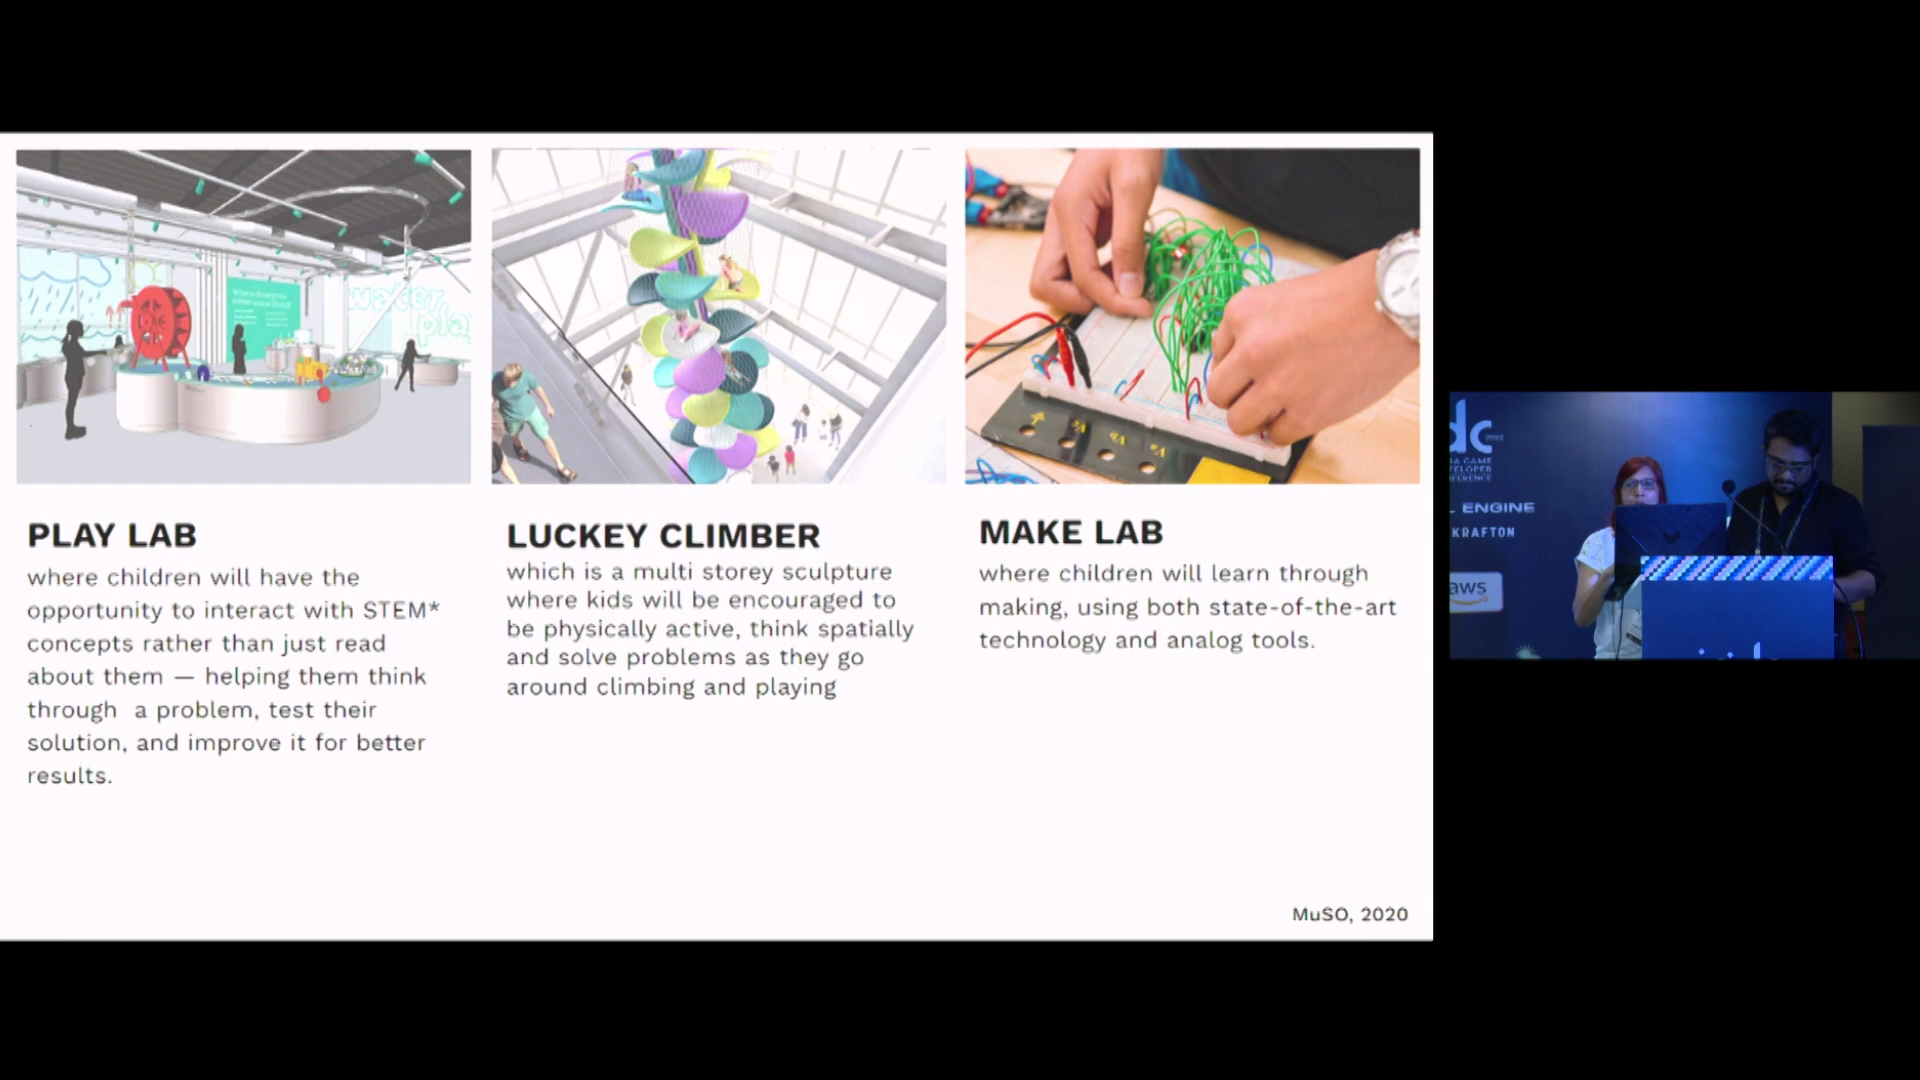 PLAY LAB
where children will have the
opportunity to interact with STEM*
concepts rather than just read
about them — helping them think
through a problem, test their
solution, and improve it for better
results.
LUCKEY CLIMBER
which is a multi storey sculpture
where kids will be encouraged to
be physically active, think spatially
and solve problems as they go
around climbing and playing
MAKE LAB
where children will learn through
making, using both state-of-the-art
technology and analog tools.
MuSO, 2020
water
dc
GAME
ENGINE
KRAFTON
aws